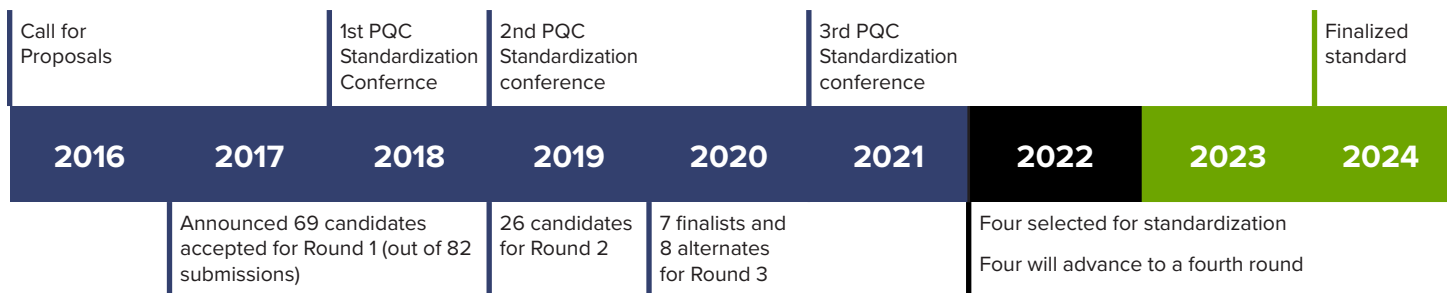 Call for
Proposals
1st PQC
Standardization
Confernce
2nd PQC
Standardization
conference
3rd PQC
Standardization
conference
Finalized
standard
2016
2017
2018
2019
2020
2021
2022
2023
2024
Announced 69 candidates
accepted for Round 1 (out of 82
submissions)
26 candidates
for Round 2
7 finalists and
8 alternates
for Round 3
Four selected for standardization
Four will advance to a fourth round